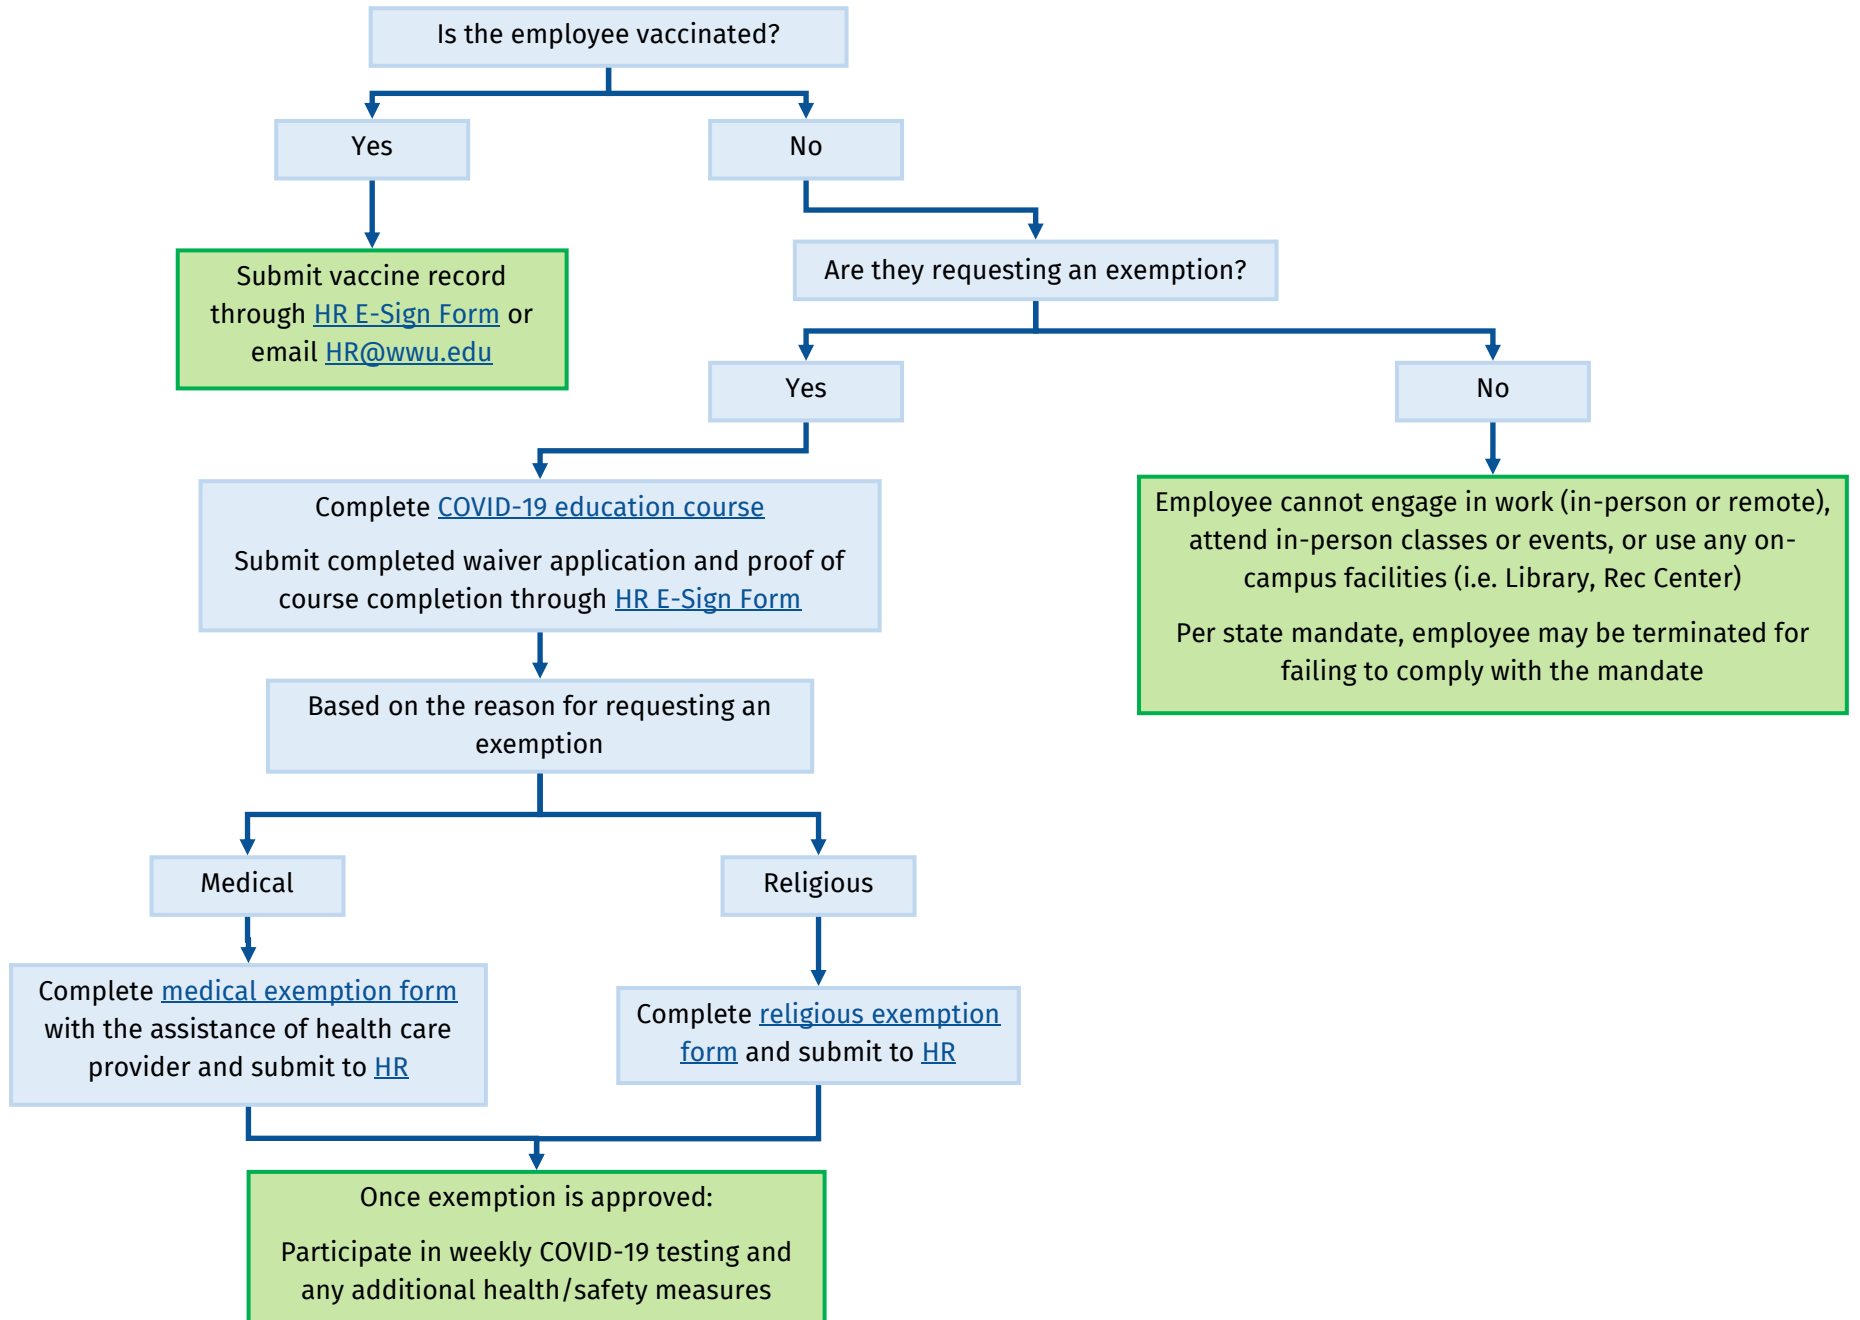 Is the employee vaccinated?
Yes
No
Submit vaccine record
through HR E-Sign Form or
email HR@wwu.edu
Are they requesting an exemption?
Yes
No
Complete COVID-19 education course
Submit completed waiver application and proof of
course completion through HR E-Sign Form
Employee cannot engage in work (in-person or remote),
attend in-person classes or events, or use any on-
campus facilities (i.e. Library, Rec Center)
Per state mandate, employee may be terminated for
failing to comply with the mandate
Based on the reason for requesting an
exemption
Medical
Religious
Complete medical exemption form
with the assistance of health care
provider and submit to HR
Complete religious exemption
form and submit to HR
Once exemption is approved:
Participate in weekly COVID-19 testing and
any additional health/safety measures